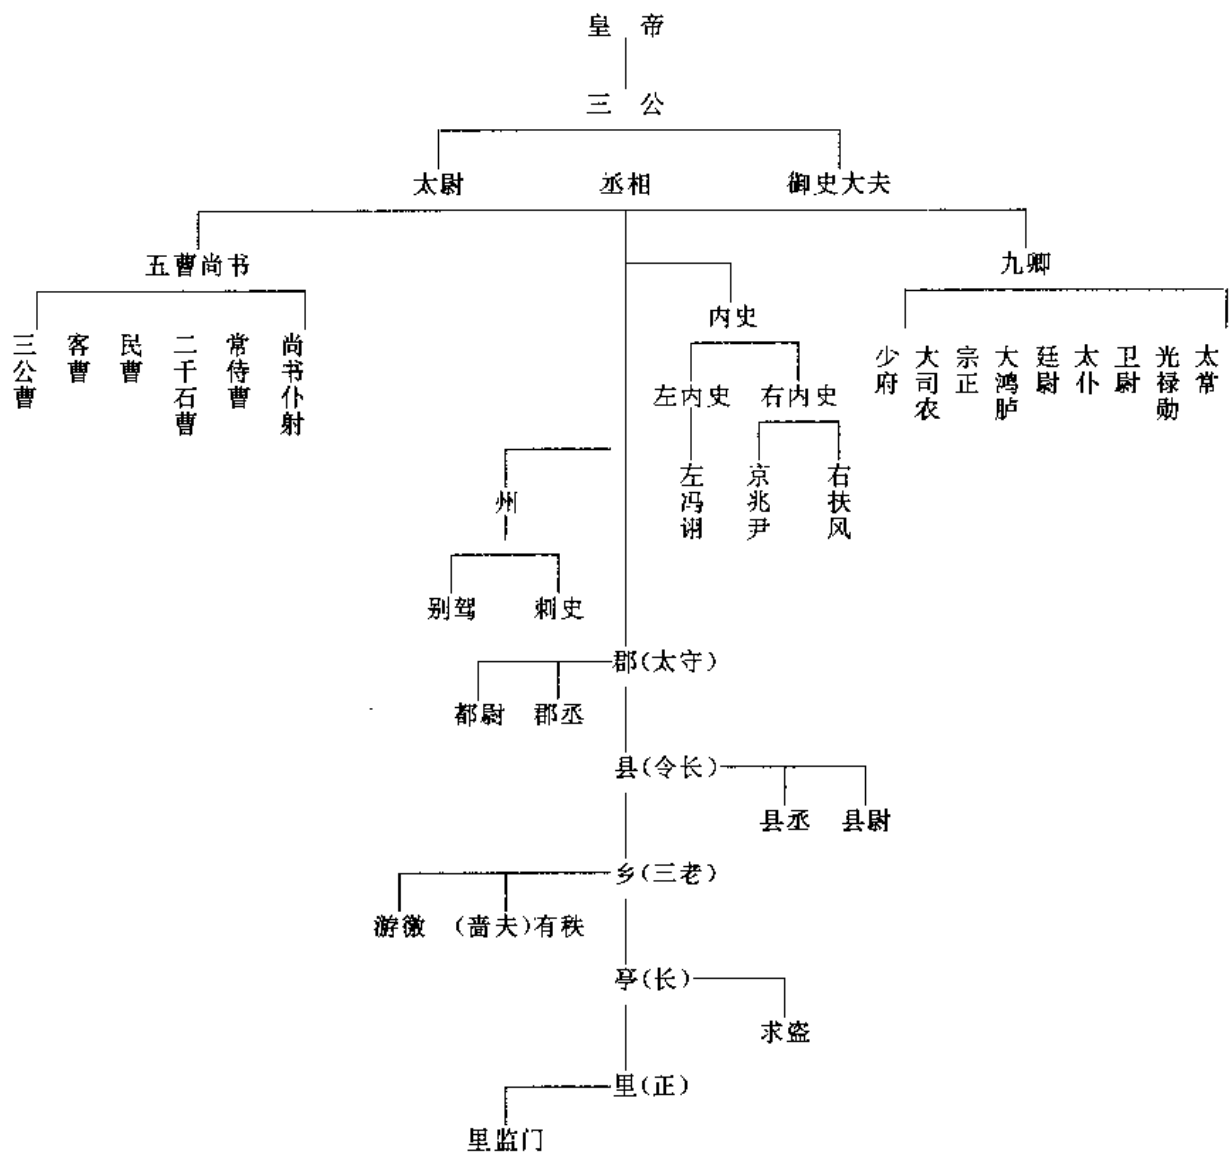 皇 帝
三 公
太尉 丞相 御史大夫
五曹尚书 九卿
内史
三公曹 客曹 民曹 二千石曹 常侍曹 尚书仆射
少府 大司农 宗正 大鸿胪 廷尉 太仆 卫尉 光禄勋 太常
左内史 右内史
左冯诩 京兆尹 右扶风
州
别驾 刺史
郡(太守)
都尉 郡丞
县(令长)
县丞 县尉
乡(三老)
游徼 (啬夫)有秩
亭(长)
求盗
里(正)
里监门